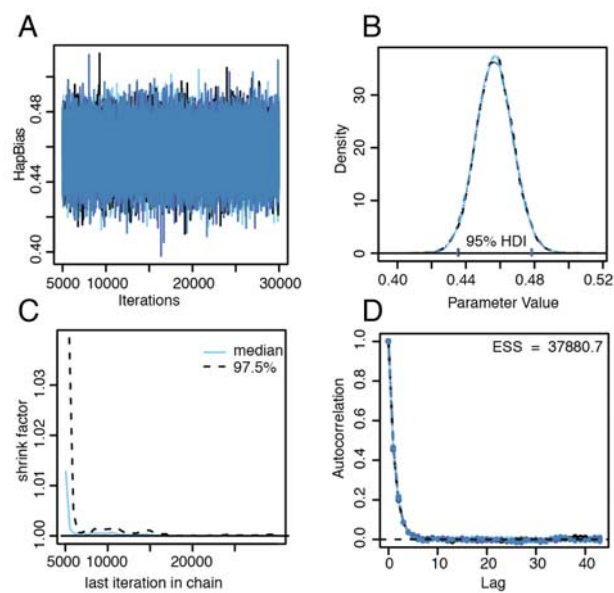 A
HapBias
0.40
0.44
0.48
5000 10000 20000 30000
Iterations
B
Density
0
10
20
30
95% HDI
0.40 0.44 0.48 0.52
Parameter Value
C
shrink factor
1.00
1.01
1.02
1.03
median
97.5%
5000 10000 20000
last iteration in chain
D
Autocorrelation
0.0
0.2
0.4
0.6
0.8
1.0
ESS = 37880.7
0 10 20 30 40
Lag